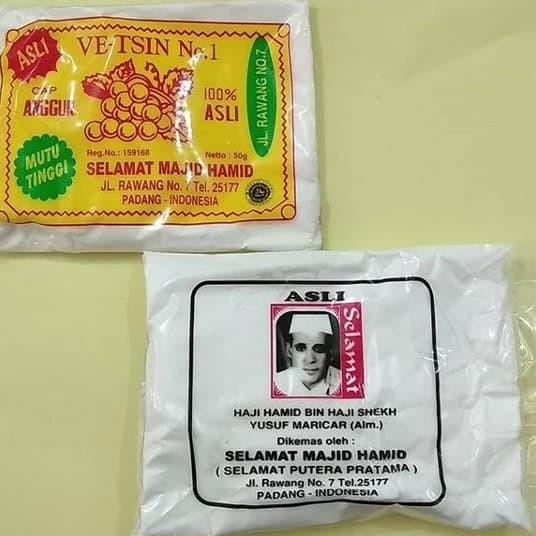 ASLI
VE-TSIN No.1
CAP
ANGGUR
100%
ASLI
JL. RAWANG NO.7
MUTU
TINGGI
Reg.No.: 159168 Netto : 50g
SELAMAT MAJID HAMID
JL. RAWANG No. 7 Tel. 25177
PADANG - INDONESIA
ASLI
Selamat
HAJI HAMID BIN HAJI SHEKH
YUSUF MARICAR (Alm.)
Dikemas oleh :
SELAMAT MAJID HAMID
( SELAMAT PUTERA PRATAMA )
Jl. Rawang No. 7 Tel.25177
PADANG - INDONESIA